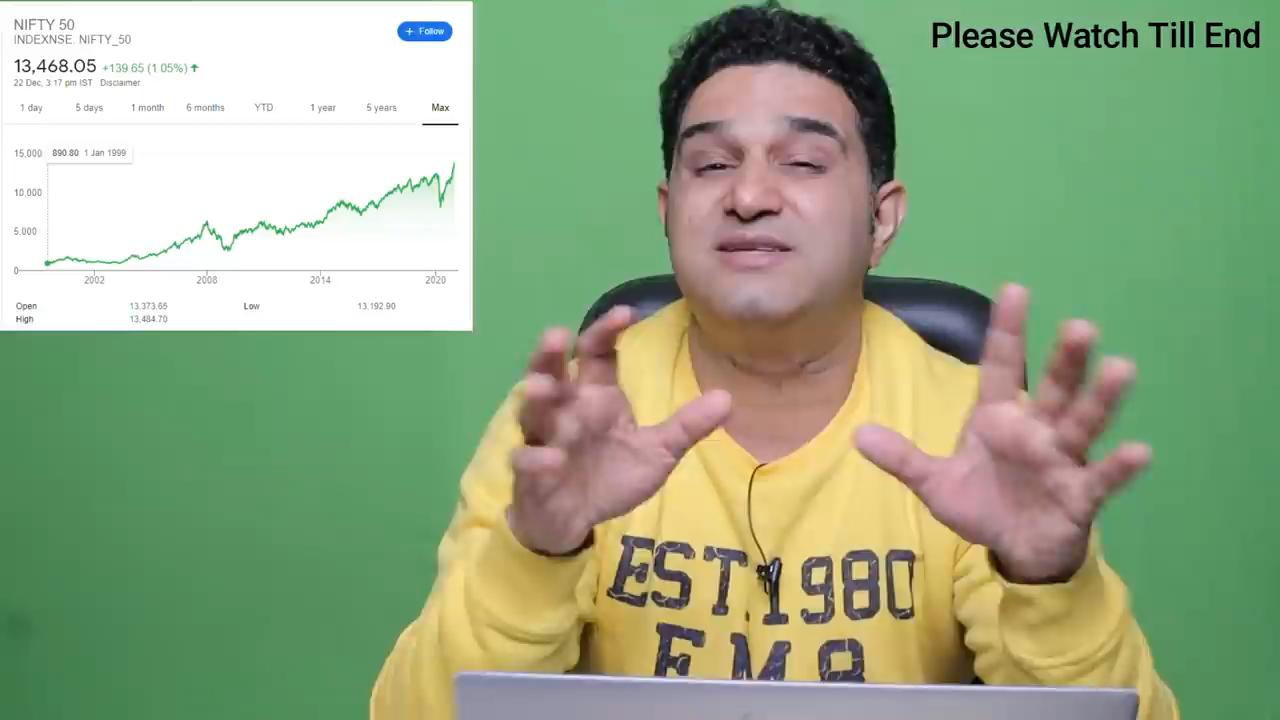 NIFTY 50
INDEXNSE. NIFTY_50
+ Follow
13,468.05 +139.65 (1.05%) ↑
22 Dec, 3:17 pm IST Disclaimer
1 day 5 days 1 month 6 months YTD 1 year 5 years Max
890.80 1 Jan 1999
15,000
10,000
5,000
0
2002 2008 2014 2020
Open 13,373.65 Low 13,192.90
High 13,484.70
Please Watch Till End
EST.1980